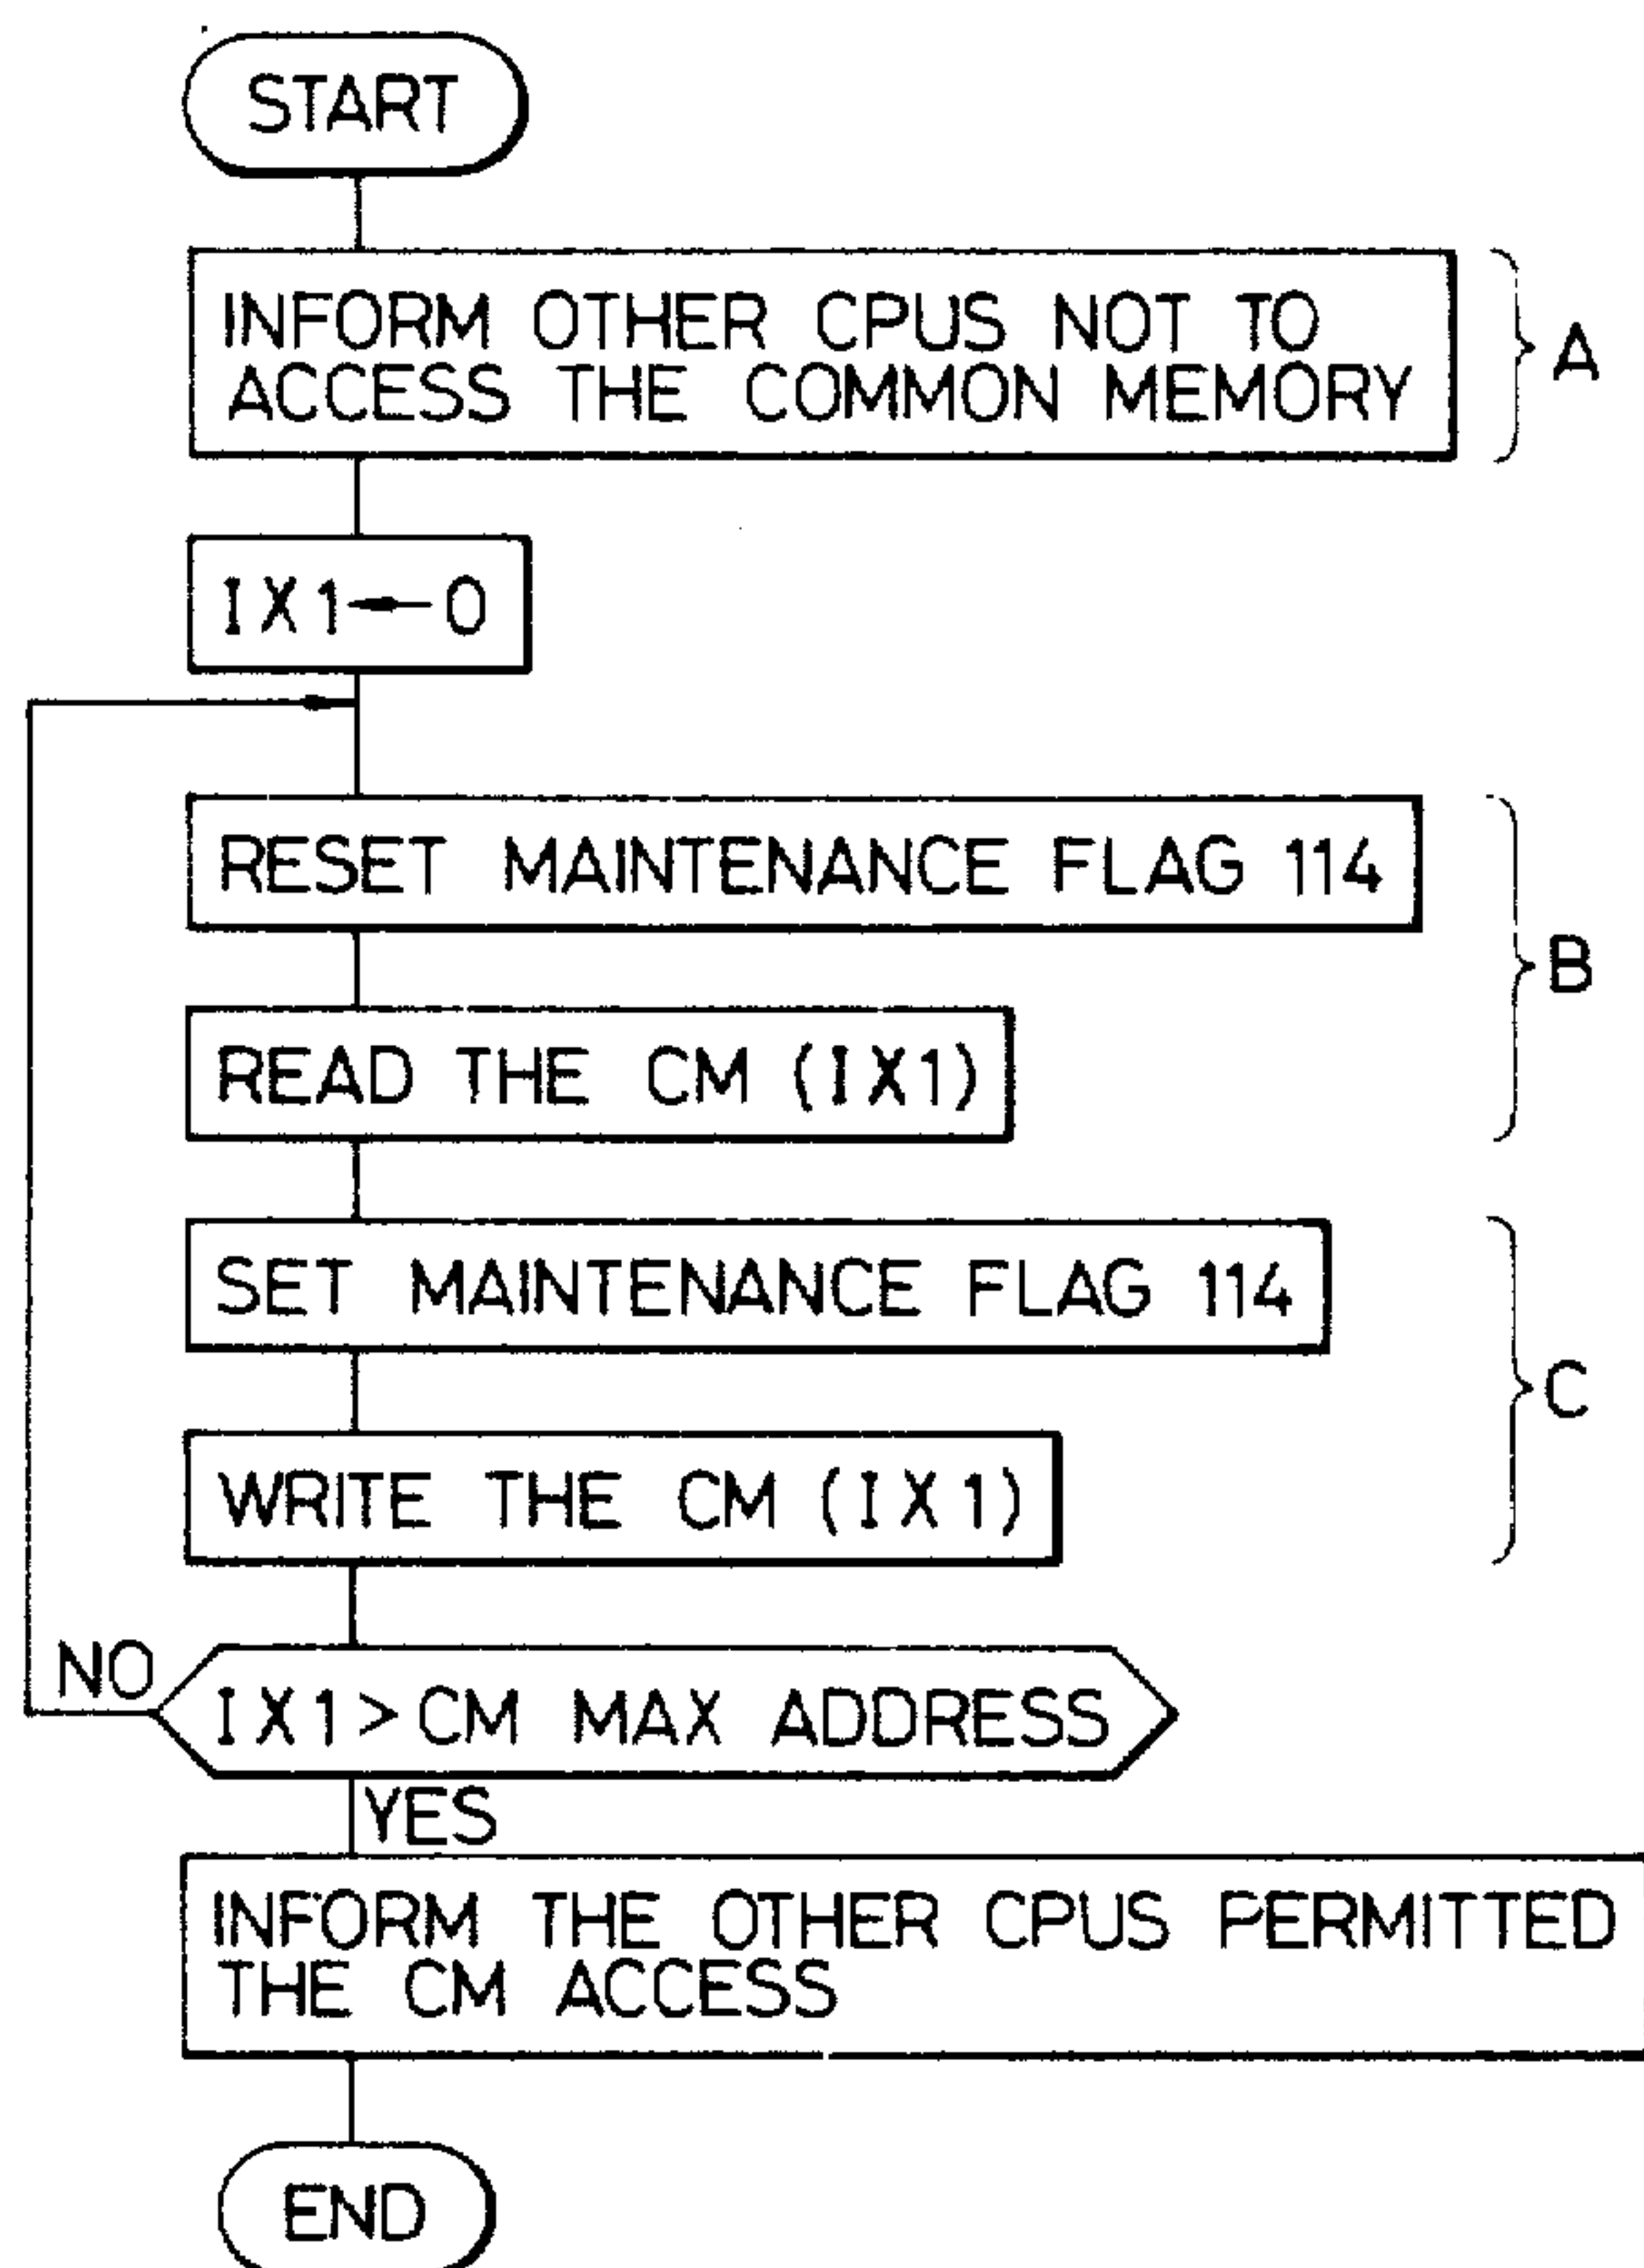 START
INFORM OTHER CPUS NOT TO
ACCESS THE COMMON MEMORY
A
IX1←0
RESET MAINTENANCE FLAG 114
B
READ THE CM (IX1)
SET MAINTENANCE FLAG 114
C
WRITE THE CM (IX1)
NO
IX1>CM MAX ADDRESS
YES
INFORM THE OTHER CPUS PERMITTED
THE CM ACCESS
END